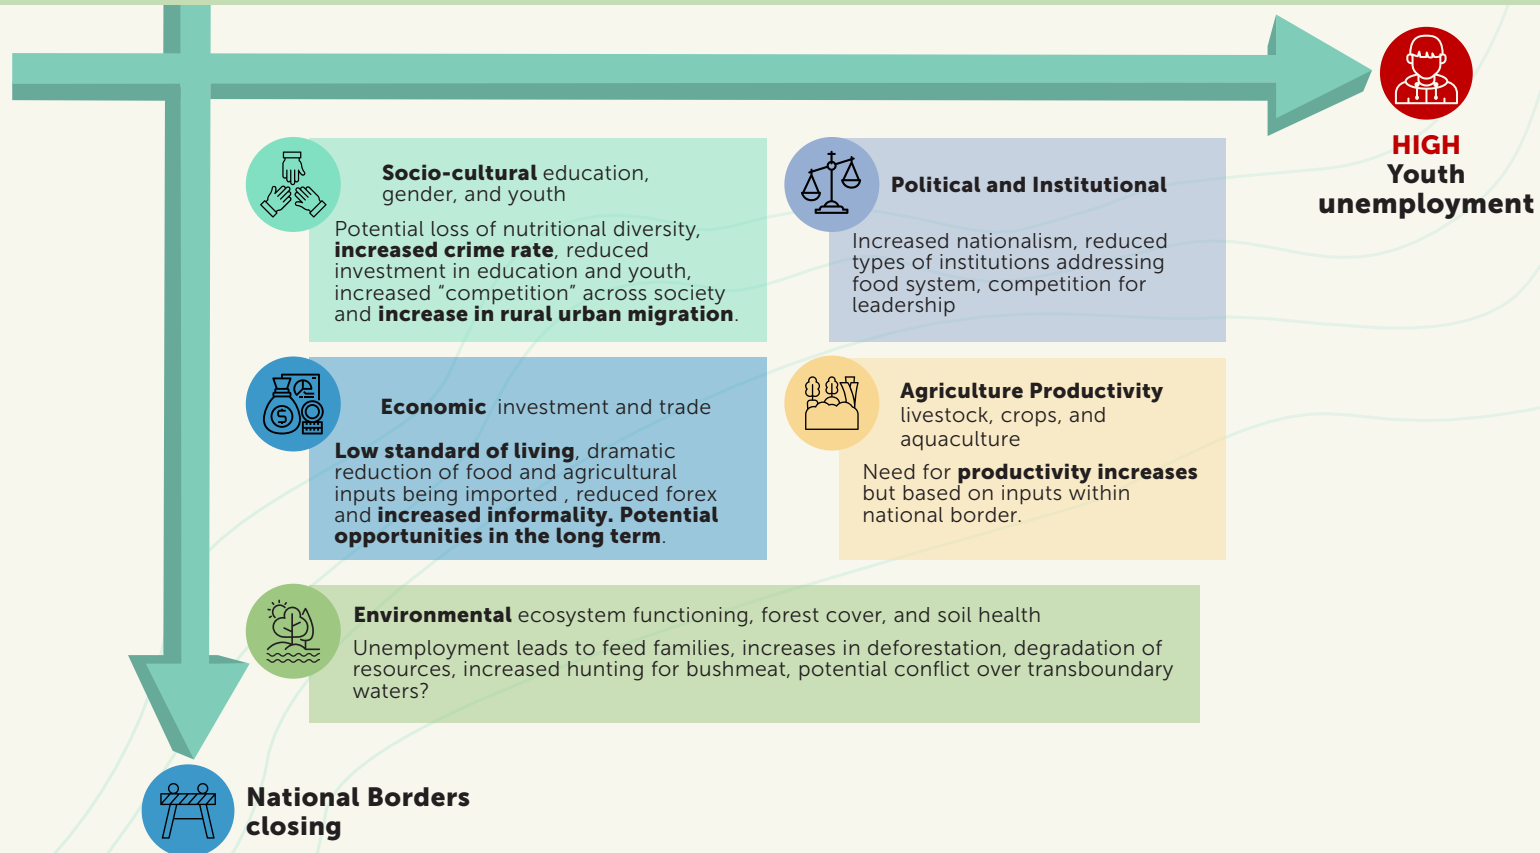 HIGH
Youth
unemployment
Socio-cultural education,
gender, and youth
Potential loss of nutritional diversity,
increased crime rate, reduced
investment in education and youth,
increased “competition” across society
and increase in rural urban migration.
Political and Institutional
Increased nationalism, reduced
types of institutions addressing
food system, competition for
leadership
Economic investment and trade
Low standard of living, dramatic
reduction of food and agricultural
inputs being imported , reduced forex
and increased informality. Potential
opportunities in the long term.
Agriculture Productivity
livestock, crops, and
aquaculture
Need for productivity increases
but based on inputs within
national border.
Environmental ecosystem functioning, forest cover, and soil health
Unemployment leads to feed families, increases in deforestation, degradation of
resources, increased hunting for bushmeat, potential conflict over transboundary
waters?
National Borders
closing